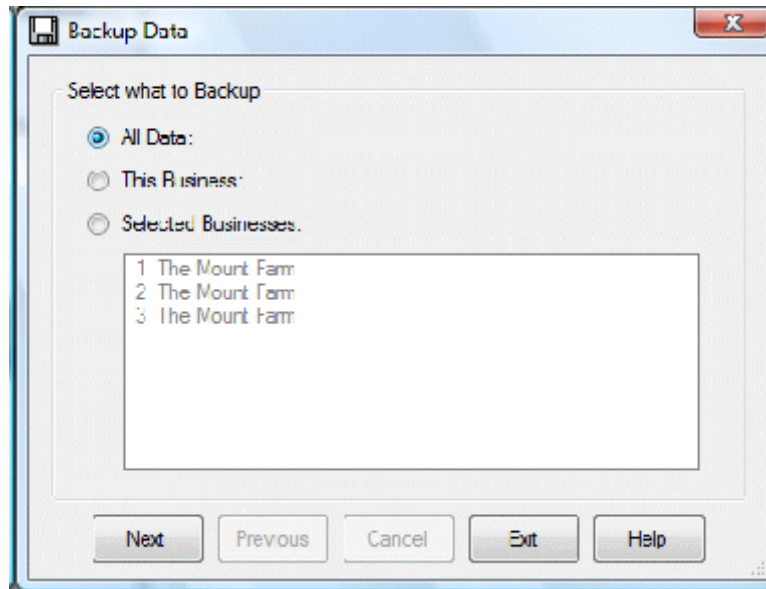 Backup Data
Select what to Backup
All Data:
This Business:
Selected Businesses:
1 The Mount Farm
2 The Mount Farm
3 The Mount Farm
Next Previous Cancel Exit Help